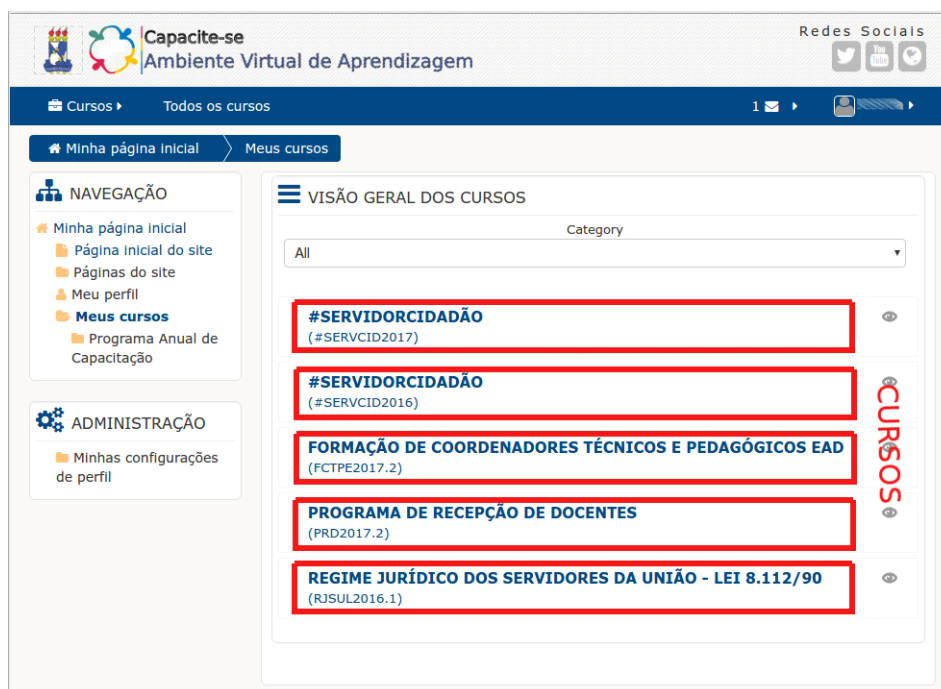 Capacite-se
Ambiente Virtual de Aprendizagem
Redes Sociais
You
Tube
Cursos
Todos os cursos
1
Minha página inicial
Meus cursos
NAVEGAÇÃO
Minha página inicial
Página inicial do site
Páginas do site
Meu perfil
Meus cursos
Programa Anual de
Capacitação
ADMINISTRAÇÃO
Minhas configurações
de perfil
VISÃO GERAL DOS CURSOS
Category
All
#SERVIDORCIDADÃO
(#SERVCID2017)
#SERVIDORCIDADÃO
(#SERVCID2016)
FORMAÇÃO DE COORDENADORES TÉCNICOS E PEDAGÓGICOS EAD
(FCTPE2017.2)
PROGRAMA DE RECEPÇÃO DE DOCENTES
(PRD2017.2)
REGIME JURÍDICO DOS SERVIDORES DA UNIÃO - LEI 8.112/90
(RJSUL2016.1)
CURSOS